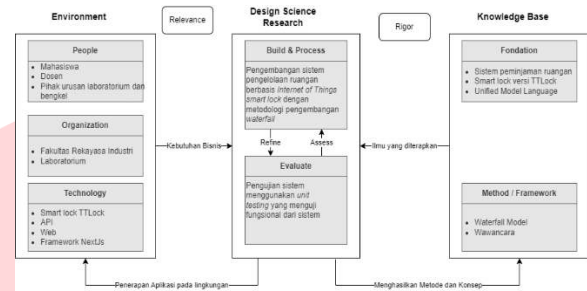 Environment
Relevance
Design Science
Research
Rigor
Knowledge Base
People
Mahasiswa
Dosen
Pihak urusan laboratorium dan
bengkel
Organization
Fakultas Rekayasa Industri
Laboratorium
Technology
Smart lock TTLock
API
Web
Framework NextJs
Kebutuhan Bisnis
Build & Process
Pengembangan sistem
pengelolaan ruangan
berbasis Internet of Things
smart lock dengan
metodologi pengembangan
waterfall
Refine
Assess
Evaluate
Pengujian sistem
menggunakan unit
testing yang menguji
fungsional dari sistem
Ilmu yang diterapkan
Fondation
Sistem peminjaman ruangan
Smart lock versi TTLock
Unified Model Language
Method / Framework
Waterfall Model
Wawancara
Penerapan Aplikasi pada lingkungan
Menghasilkan Metode dan Konsep